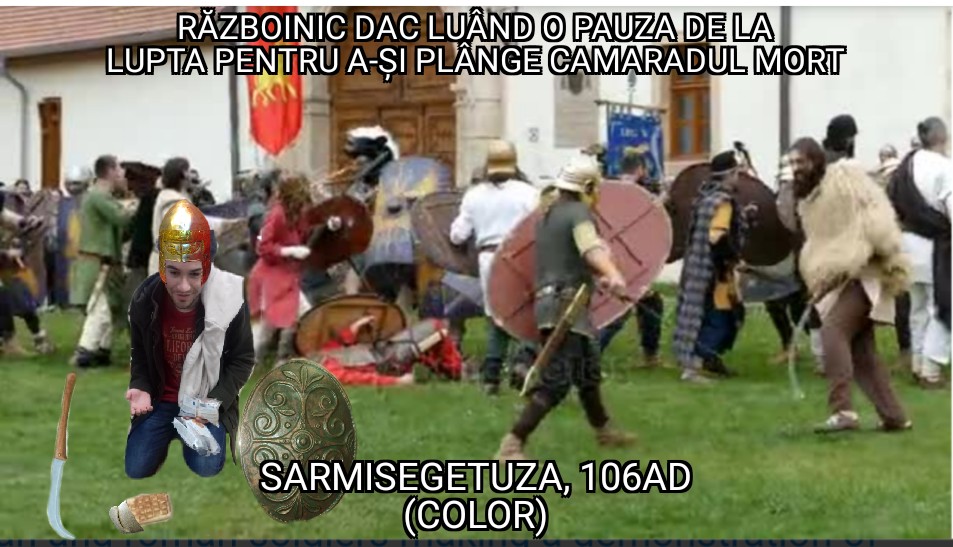 RĂZBOINIC DAC LUÂND O PAUZA DE LA
LUPTA PENTRU A-ȘI PLÂNGE CAMARADUL MORT
SARMISEGETUZA, 106AD
(COLOR)